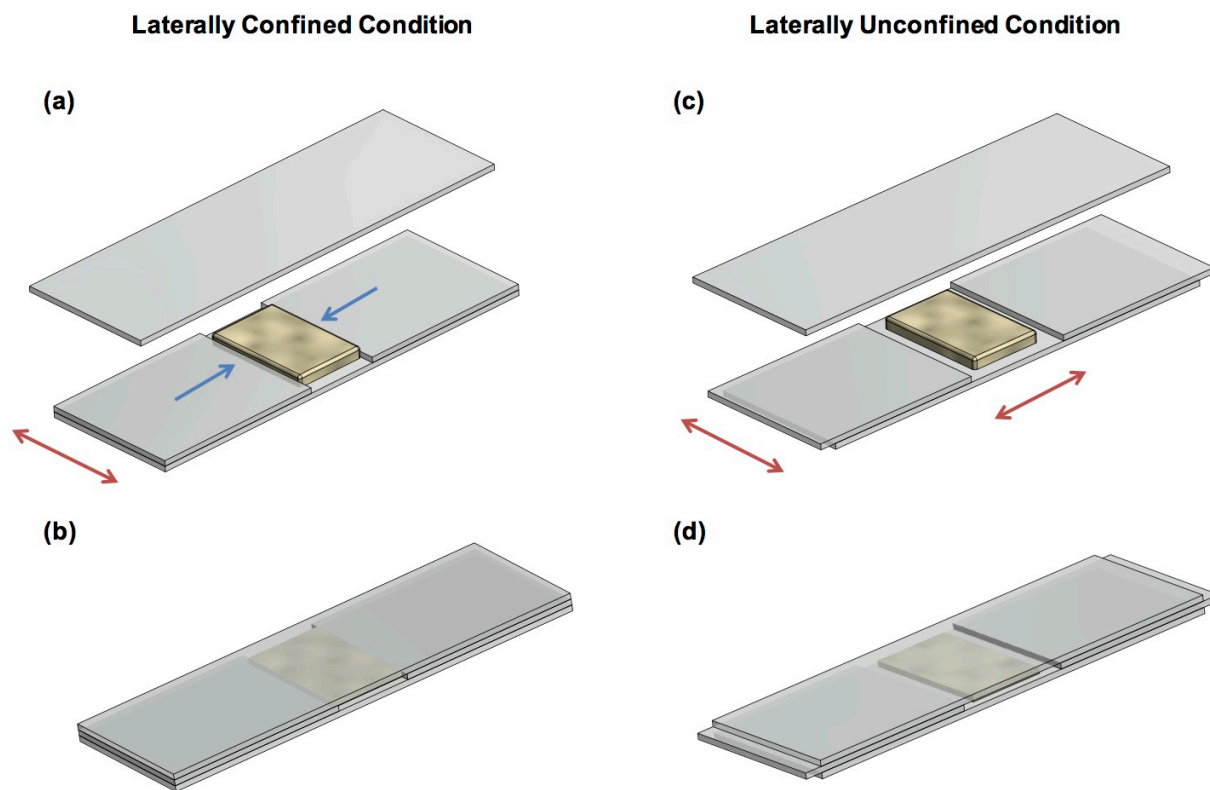 Laterally Confined Condition
Laterally Unconfined Condition
(a)
(c)
(b)
(d)